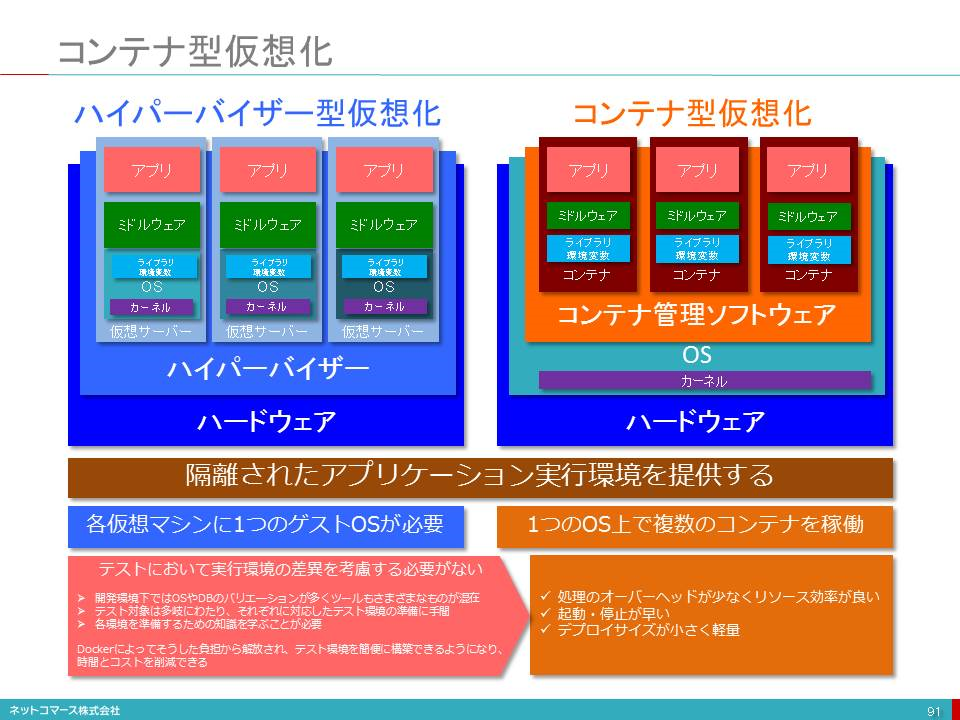 コンテナ型仮想化
ハイパーバイザー型仮想化
アプリ
アプリ
アプリ
ミドルウェア
ミドルウェア
ミドルウェア
ライブラリ
環境変数
ライブラリ
環境変数
ライブラリ
環境変数
OS
OS
OS
カーネル
カーネル
カーネル
仮想サーバー
仮想サーバー
仮想サーバー
ハイパーバイザー
ハードウェア
コンテナ型仮想化
アプリ
アプリ
アプリ
ミドルウェア
ミドルウェア
ミドルウェア
ライブラリ
環境変数
ライブラリ
環境変数
ライブラリ
環境変数
コンテナ
コンテナ
コンテナ
コンテナ管理ソフトウェア
OS
カーネル
ハードウェア
隔離されたアプリケーション実行環境を提供する
各仮想マシンに1つのゲストOSが必要
1つのOS上で複数のコンテナを稼働
テストにおいて実行環境の差異を考慮する必要がない
➢ 開発環境下ではOSやDBのバリエーションが多くツールもさまざまなものが混在
➢ テスト対象は多岐にわたり、それぞれに対応したテスト環境の準備に手間
➢ 各環境を準備するための知識を学ぶことが必要
Dockerによってそうした負担から解放され、テスト環境を簡便に構築できるようになり、
時間とコストを削減できる
✓ 処理のオーバーヘッドが少なくリソース効率が良い
✓ 起動・停止が早い
✓ デプロイサイズが小さく軽量
ネットコマース株式会社
91